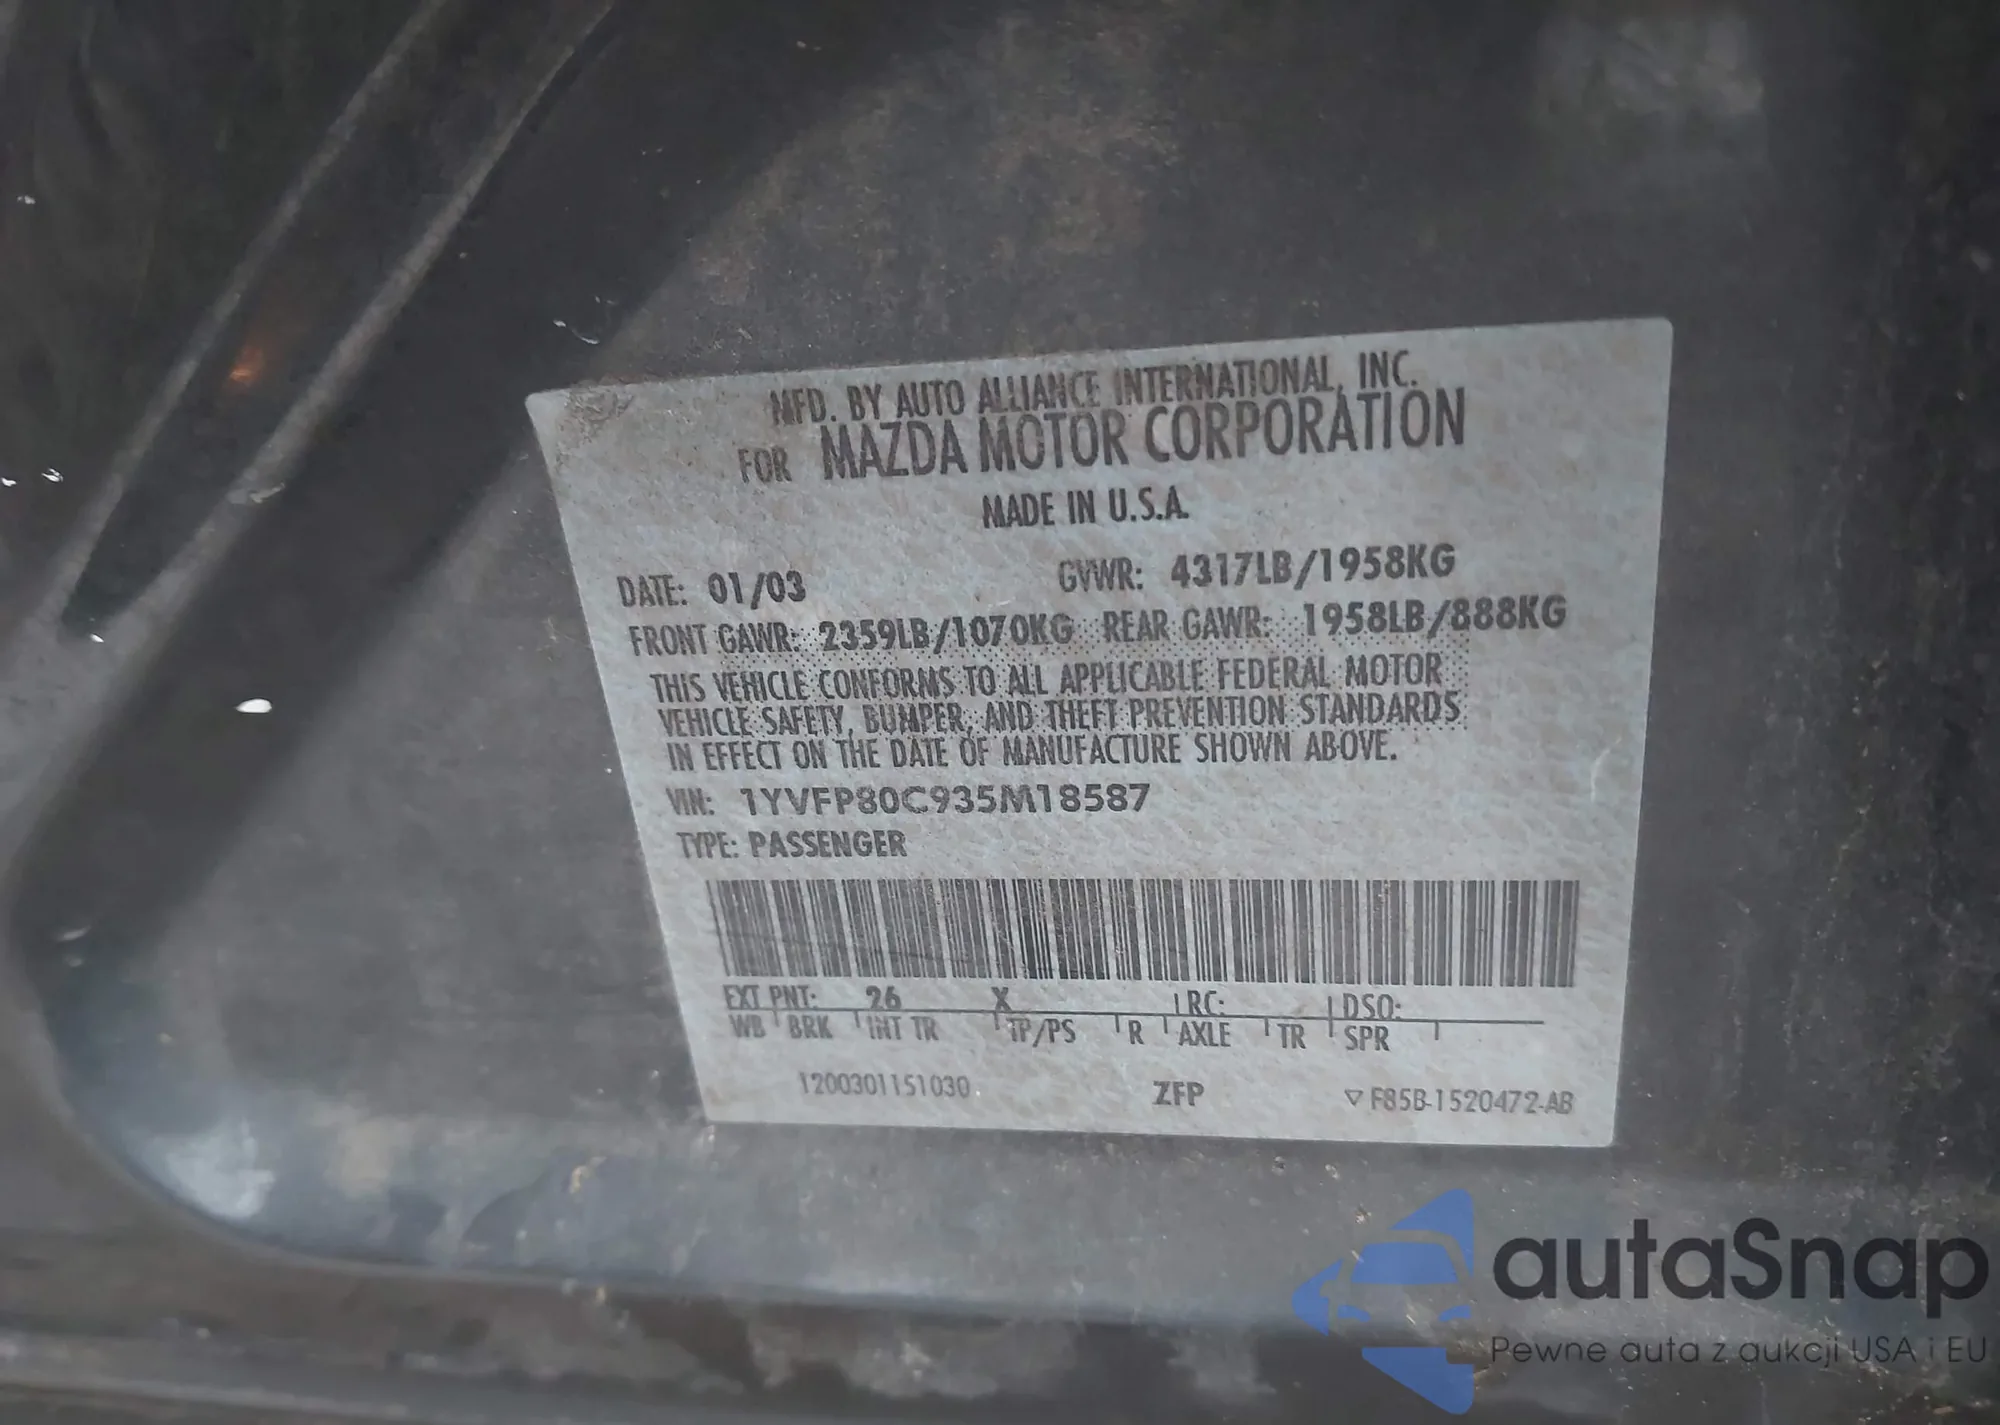 MFD. BY AUTO ALLIANCE INTERNATIONAL, INC.
FOR MAZDA MOTOR CORPORATION
MADE IN U.S.A.
DATE: 01/03 GVWR: 4317LB/1958KG
FRONT GAWR: 2359LB/1070KG REAR GAWR: 1958LB/888KG
THIS VEHICLE CONFORMS TO ALL APPLICABLE FEDERAL MOTOR
VEHICLE SAFETY, BUMPER, AND THEFT PREVENTION STANDARDS
IN EFFECT ON THE DATE OF MANUFACTURE SHOWN ABOVE.
VIN: 1YVFP80C935M18587
TYPE: PASSENGER
EXT PNT: 26 X RC: DSO:
WB BRK INT TR TP/PS R AXLE TR SPR
1200301151030 ZFP ▽ F85B-1520472-AB
autaSnap
Pewne auta z aukcji USA i EU